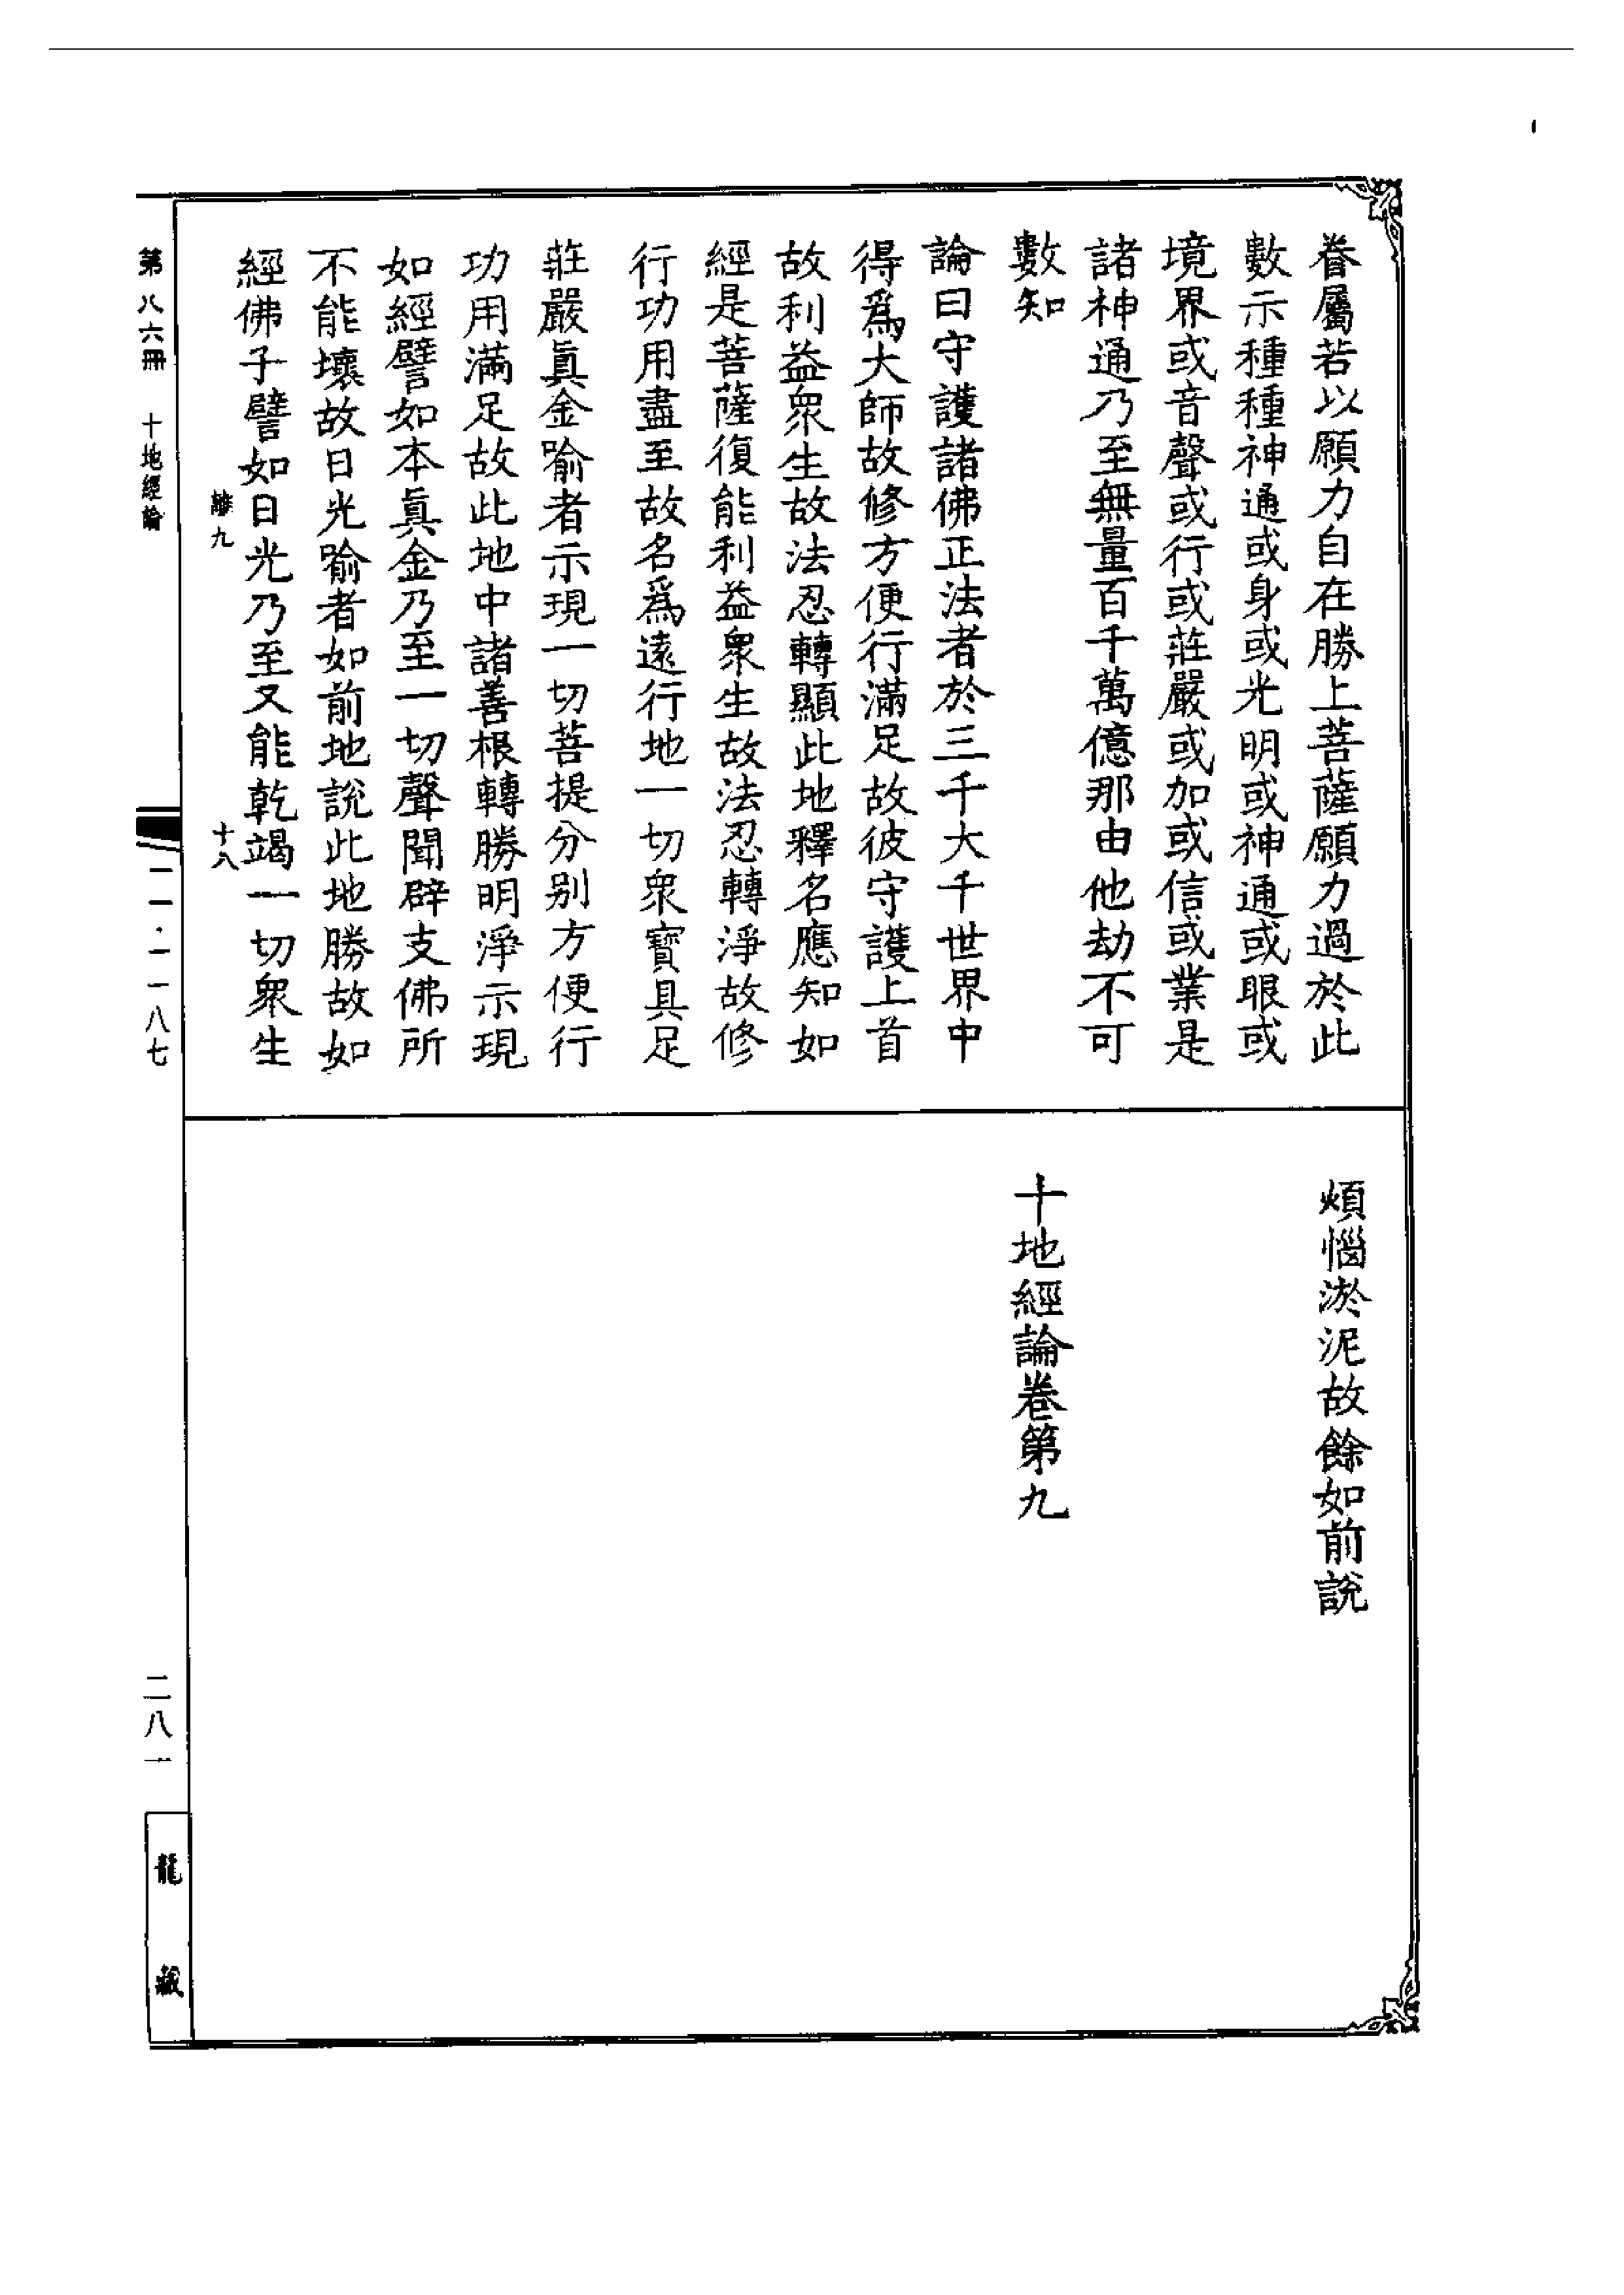 眷屬若以願力自在勝上菩薩願力過於此
數示種種神通或身或光明或神通或眼或
境界或音聲或行或莊嚴或加或信或業是
諸神通乃至無量百千萬億那由他劫不可
數知
論曰守護諸佛正法者於三千大千世界中
得爲大師故修方便行滿足故彼守護上首
故利益衆生故法忍轉顯此地釋名應知如
經是菩薩復能利益衆生故法忍轉淨故修
行功用盡至故名爲遠行地一切衆寶具足
莊嚴眞金喻者示現一切菩提分别方便行
功用滿足故此地中諸善根轉勝明淨示現
如經譬如本眞金乃至一切聲聞辟支佛所
不能壞故日光喻者如前地說此地勝故如
經佛子譬如日光乃至又能乾竭一切衆生
離九
十八
煩惱淤泥故餘如前說
十地經論卷第九
第八六冊 十地經論
二一·一一八七
二八一
龍藏